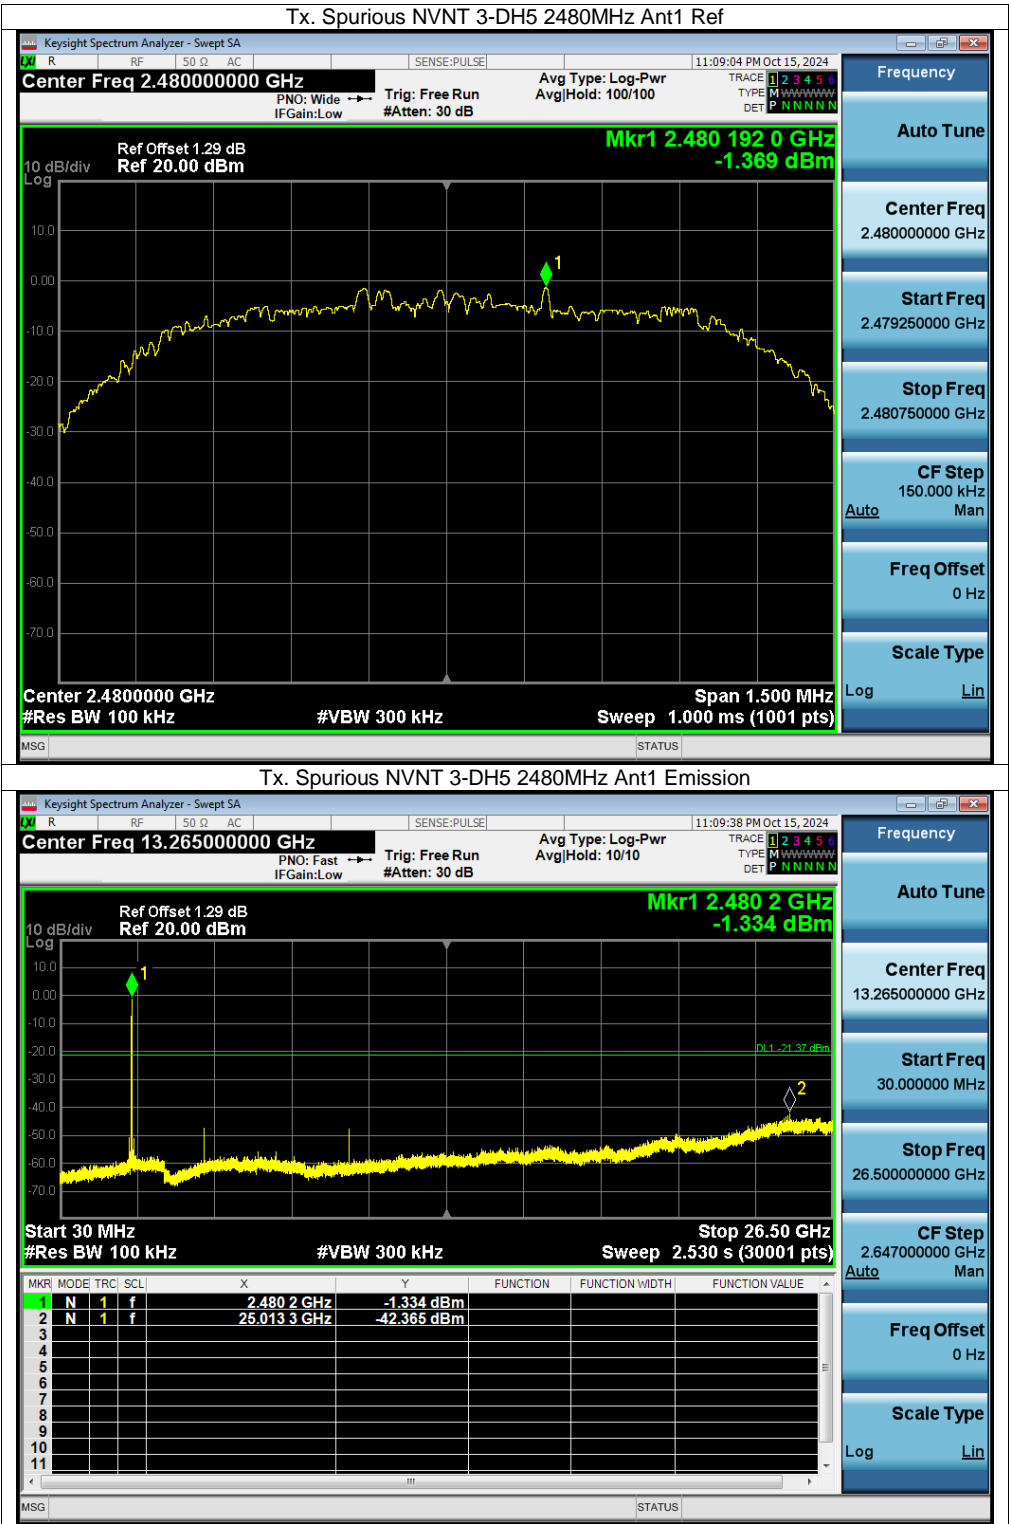 Tx. Spurious NVNT 3-DH5 2480MHz Ant1 Ref
Keysight Spectrum Analyzer - Swept SA
LXI R RF 50 Ω AC SENSE:PULSE 11:09:04 PM Oct 15, 2024
Center Freq 2.480000000 GHz
PNO: Wide
IFGain:Low
Trig: Free Run
#Atten: 30 dB
Avg Type: Log-Pwr
Avg|Hold: 100/100
TRACE 1 2 3 4 5 6
TYPE M W W W W W
DET P N N N N N
Frequency
Auto Tune
Center Freq
2.480000000 GHz
Start Freq
2.479250000 GHz
Stop Freq
2.480750000 GHz
CF Step
150.000 kHz
Auto Man
Freq Offset
0 Hz
Scale Type
Log Lin
Mkr1 2.480 192 0 GHz
-1.369 dBm
Ref Offset 1.29 dB
10 dB/div Ref 20.00 dBm
Log
10.0
0.00
-10.0
-20.0
-30.0
-40.0
-50.0
-60.0
-70.0
1
Center 2.4800000 GHz Span 1.500 MHz
#Res BW 100 kHz #VBW 300 kHz Sweep 1.000 ms (1001 pts)
MSG STATUS
Tx. Spurious NVNT 3-DH5 2480MHz Ant1 Emission
Keysight Spectrum Analyzer - Swept SA
LXI R RF 50 Ω AC SENSE:PULSE 11:09:38 PM Oct 15, 2024
Center Freq 13.265000000 GHz
PNO: Fast
IFGain:Low
Trig: Free Run
#Atten: 30 dB
Avg Type: Log-Pwr
Avg|Hold: 10/10
TRACE 1 2 3 4 5 6
TYPE M W W W W W
DET P N N N N N
Frequency
Auto Tune
Center Freq
13.265000000 GHz
Start Freq
30.000000 MHz
Stop Freq
26.500000000 GHz
CF Step
2.647000000 GHz
Auto Man
Freq Offset
0 Hz
Scale Type
Log Lin
Mkr1 2.480 2 GHz
-1.334 dBm
Ref Offset 1.29 dB
10 dB/div Ref 20.00 dBm
Log
10.0
0.00
-10.0
-20.0
-30.0
-40.0
-50.0
-60.0
-70.0
1
DL1 -21.37 dBm
2
Start 30 MHz Stop 26.50 GHz
#Res BW 100 kHz #VBW 300 kHz Sweep 2.530 s (30001 pts)
MKR MODE TRC SCL X Y FUNCTION FUNCTION WIDTH FUNCTION VALUE
1 N 1 f 2.480 2 GHz -1.334 dBm
2 N 1 f 25.013 3 GHz -42.365 dBm
3
4
5
6
7
8
9
10
11
MSG STATUS